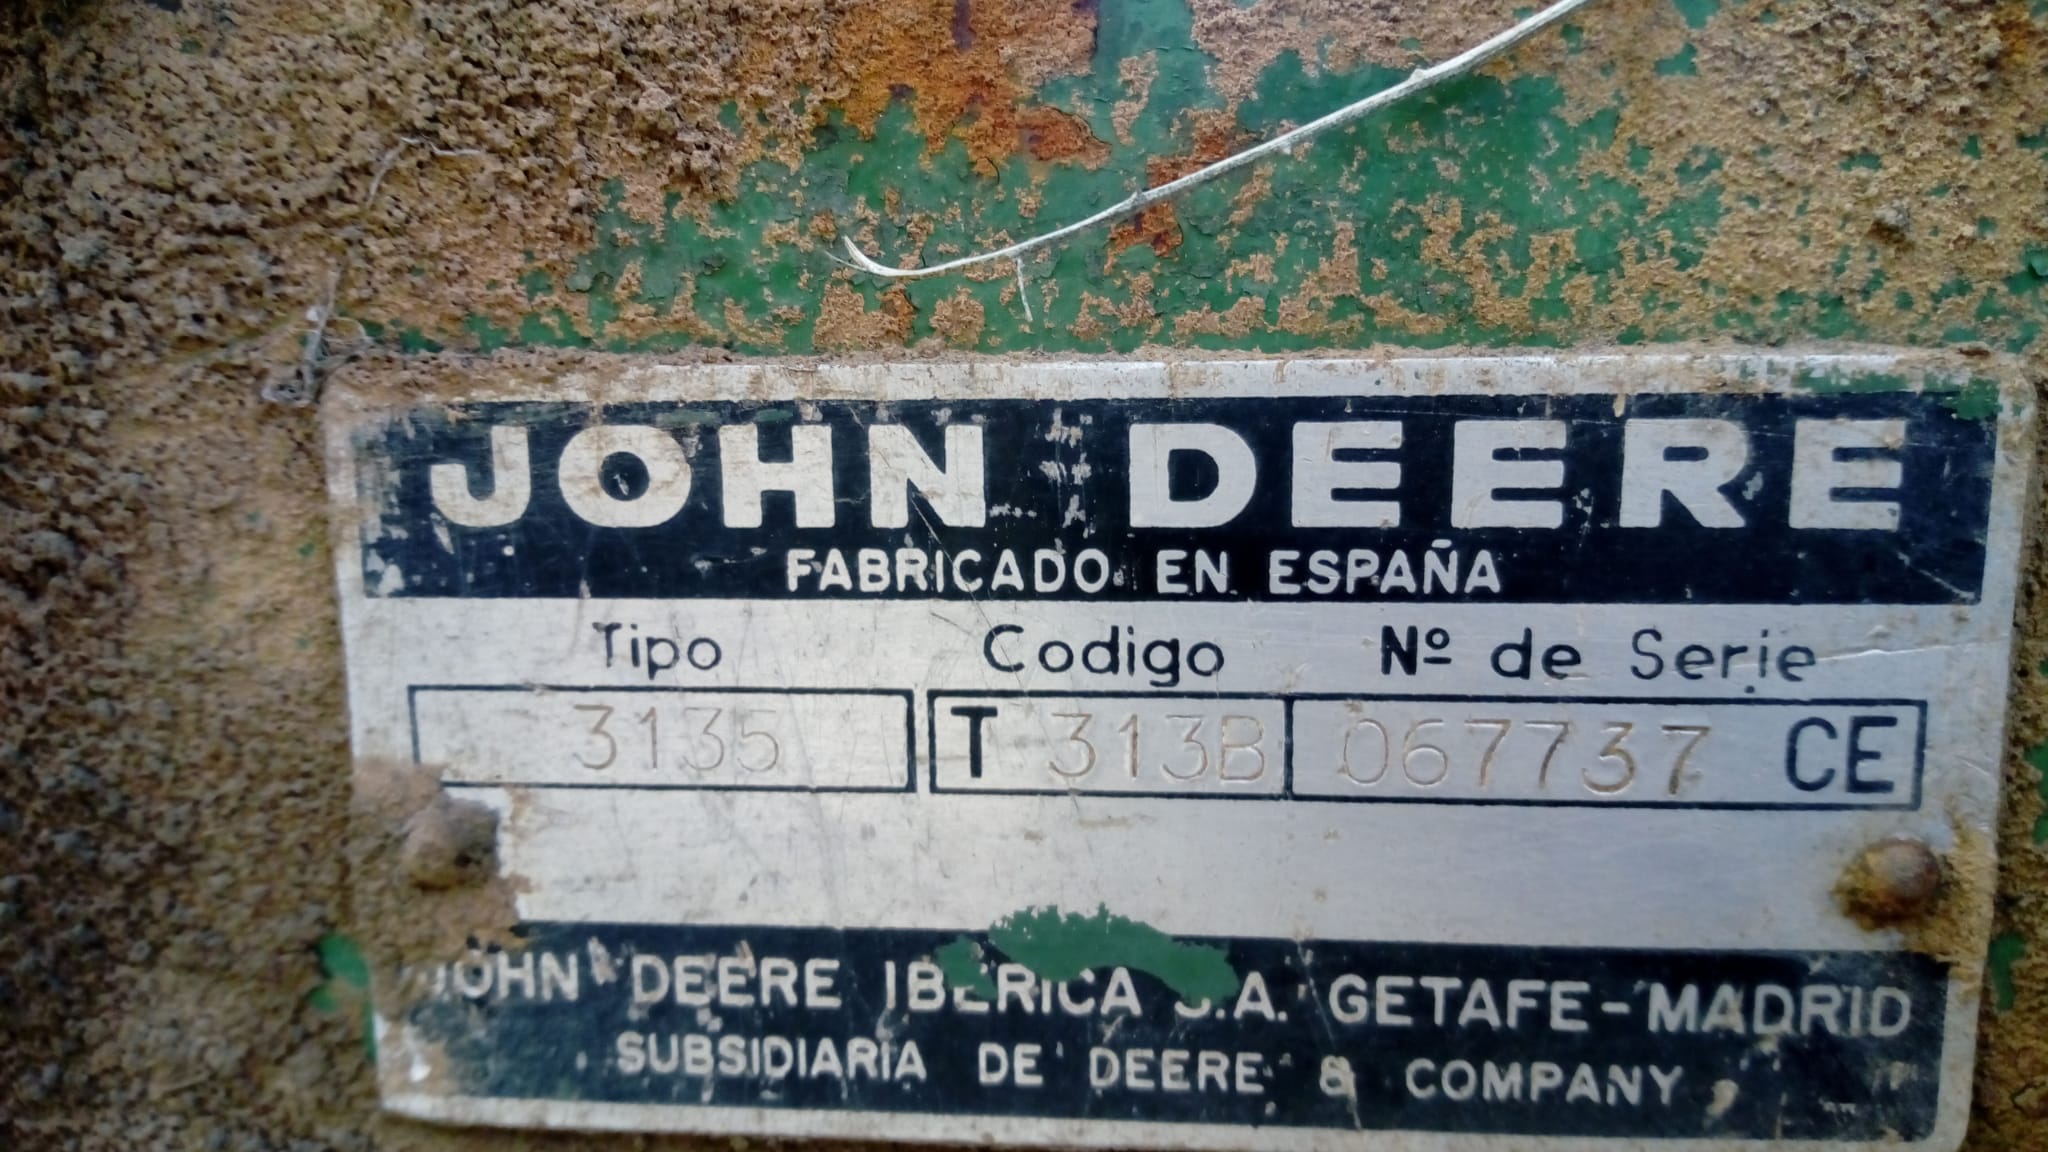 JOHN DEERE
FABRICADO EN ESPAÑA
Tipo Codigo Nº de Serie
3135 T 313B 067737 CE
JOHN DEERE IBERICA S.A. GETAFE-MADRID
SUBSIDIARIA DE DEERE & COMPANY